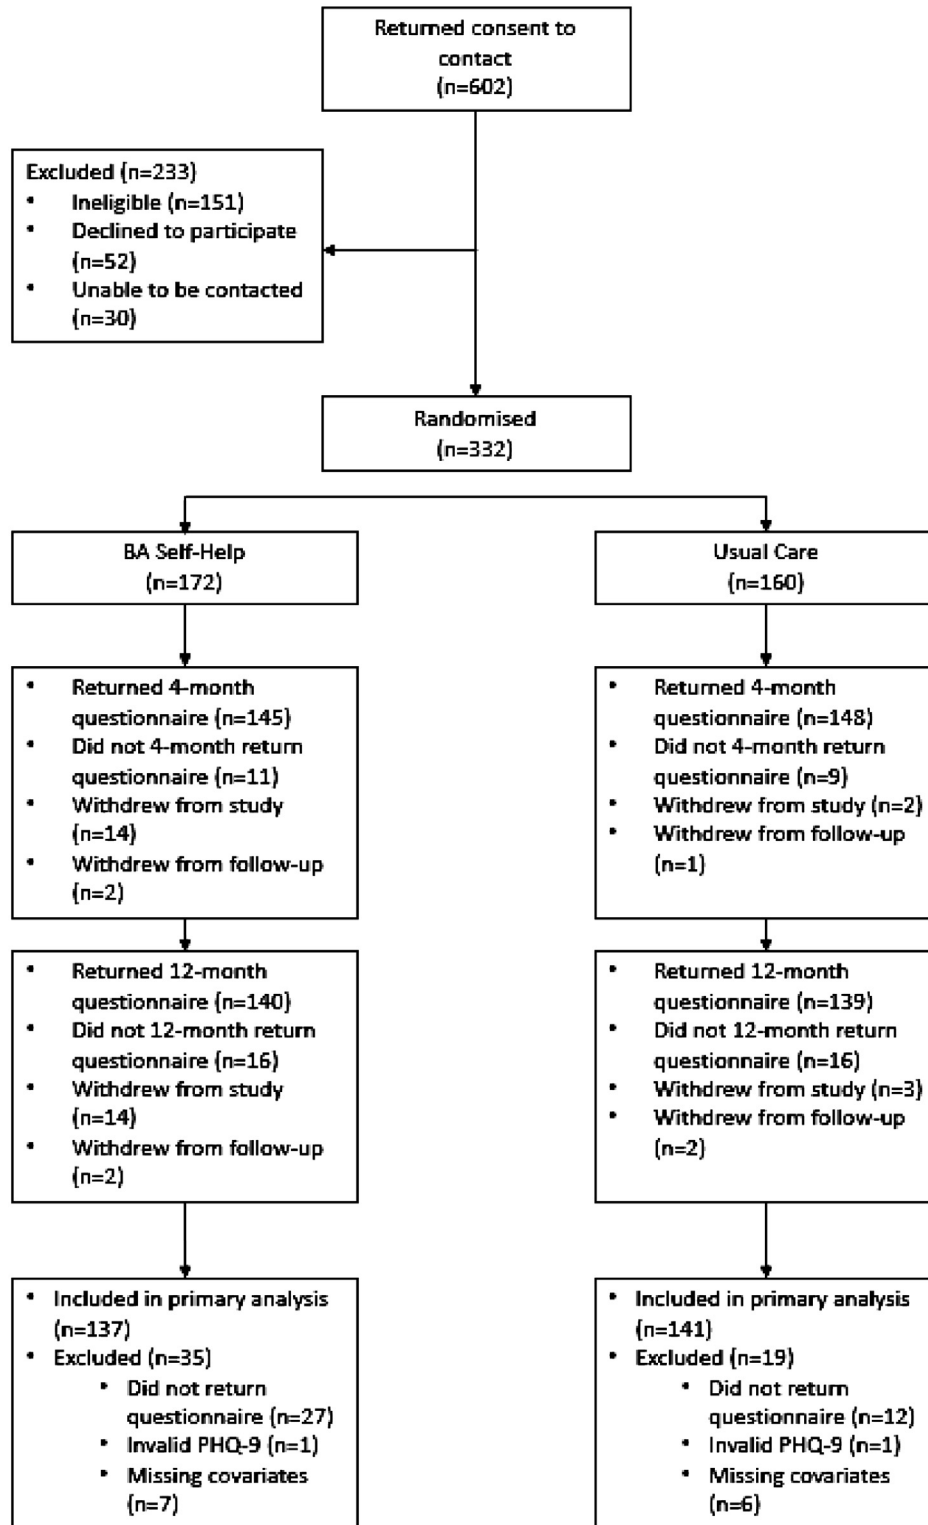 Returned consent to
contact
(n=602)
Excluded (n=233)
• Ineligible (n=151)
• Declined to participate
(n=52)
• Unable to be contacted
(n=30)
Randomised
(n=332)
BA Self-Help
(n=172)
Usual Care
(n=160)
• Returned 4-month
questionnaire (n=145)
• Did not 4-month return
questionnaire (n=11)
• Withdrew from study
(n=14)
• Withdrew from follow-up
(n=2)
• Returned 4-month
questionnaire (n=148)
• Did not 4-month return
questionnaire (n=9)
• Withdrew from study (n=2)
• Withdrew from follow-up
(n=1)
• Returned 12-month
questionnaire (n=140)
• Did not 12-month return
questionnaire (n=16)
• Withdrew from study
(n=14)
• Withdrew from follow-up
(n=2)
• Returned 12-month
questionnaire (n=139)
• Did not 12-month return
questionnaire (n=16)
• Withdrew from study (n=3)
• Withdrew from follow-up
(n=2)
• Included in primary analysis
(n=137)
• Excluded (n=35)
• Did not return
questionnaire (n=27)
• Invalid PHQ-9 (n=1)
• Missing covariates
(n=7)
• Included in primary analysis
(n=141)
• Excluded (n=19)
• Did not return
questionnaire (n=12)
• Invalid PHQ-9 (n=1)
• Missing covariates
(n=6)